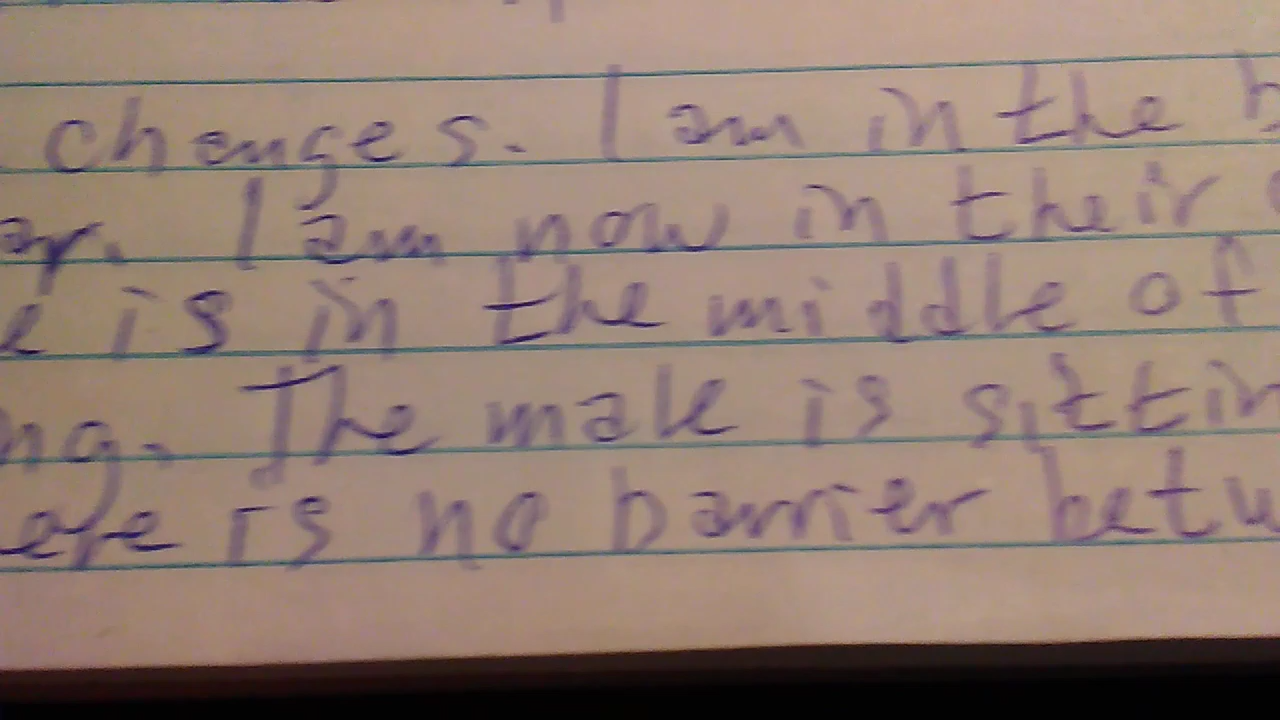 changes. I am in the
I am now in their
is in the middle of
The male is sittin
ere is no barrier betw